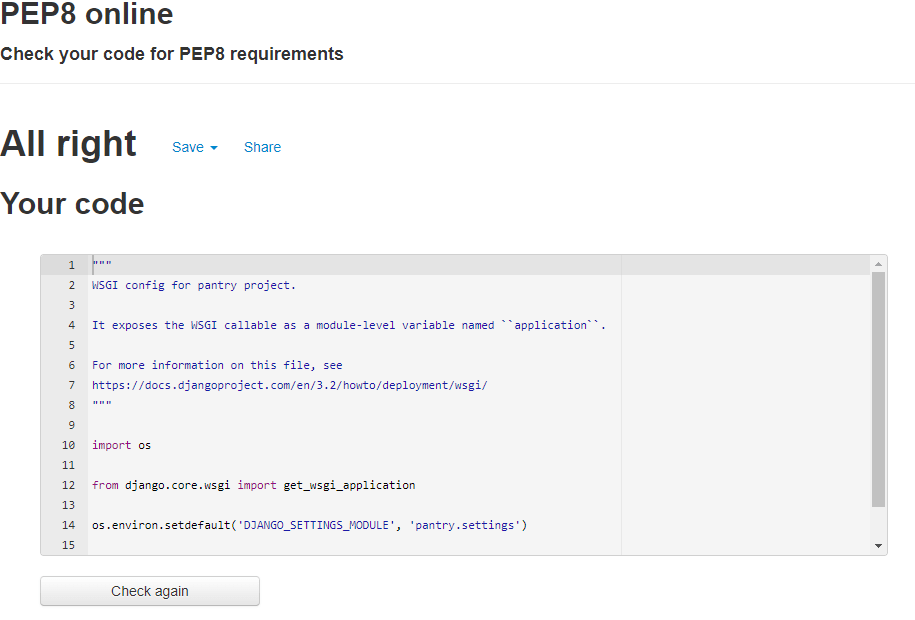 PEP8 online
Check your code for PEP8 requirements
All right Save Share
Your code
1 """
2 WSGI config for pantry project.
3
4 It exposes the WSGI callable as a module-level variable named ``application``.
5
6 For more information on this file, see
7 https://docs.djangoproject.com/en/3.2/howto/deployment/wsgi/
8 """
9
10 import os
11
12 from django.core.wsgi import get_wsgi_application
13
14 os.environ.setdefault('DJANGO_SETTINGS_MODULE', 'pantry.settings')
15
Check again